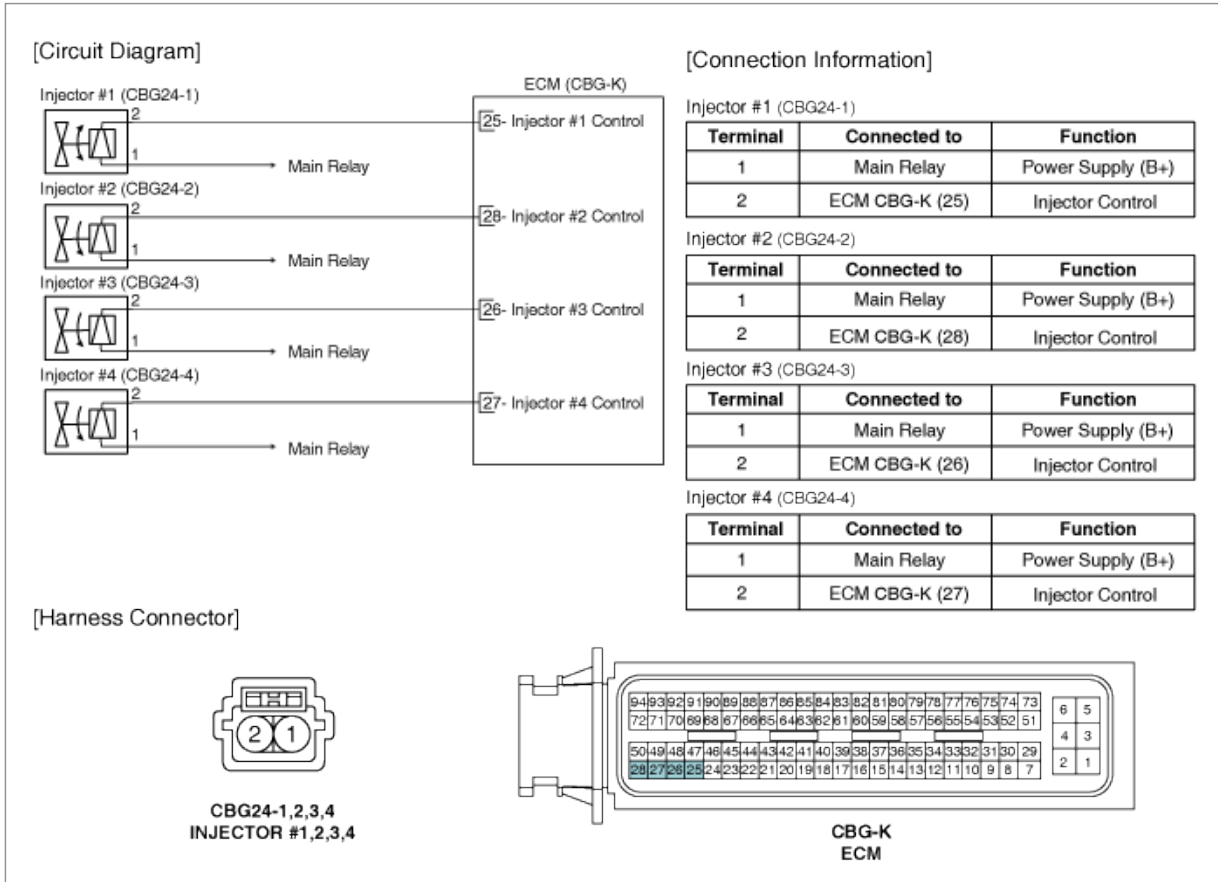 [Circuit Diagram]
Injector #1 (CBG24-1)
2
1
Main Relay
Injector #2 (CBG24-2)
2
1
Main Relay
Injector #3 (CBG24-3)
2
1
Main Relay
Injector #4 (CBG24-4)
2
1
Main Relay
ECM (CBG-K)
25- Injector #1 Control
28- Injector #2 Control
26- Injector #3 Control
27- Injector #4 Control
[Connection Information]
Injector #1 (CBG24-1)
Terminal Connected to Function
1 Main Relay Power Supply (B+)
2 ECM CBG-K (25) Injector Control
Injector #2 (CBG24-2)
Terminal Connected to Function
1 Main Relay Power Supply (B+)
2 ECM CBG-K (28) Injector Control
Injector #3 (CBG24-3)
Terminal Connected to Function
1 Main Relay Power Supply (B+)
2 ECM CBG-K (26) Injector Control
Injector #4 (CBG24-4)
Terminal Connected to Function
1 Main Relay Power Supply (B+)
2 ECM CBG-K (27) Injector Control
[Harness Connector]
2 1
CBG24-1,2,3,4
INJECTOR #1,2,3,4
94 93 92 91 90 89 88 87 86 85 84 83 82 81 80 79 78 77 76 75 74 73
72 71 70 69 68 67 66 65 64 63 62 61 60 59 58 57 56 55 54 53 52 51
50 49 48 47 46 45 44 43 42 41 40 39 38 37 36 35 34 33 32 31 30 29
28 27 26 25 24 23 22 21 20 19 18 17 16 15 14 13 12 11 10 9 8 7
6 5
4 3
2 1
CBG-K
ECM